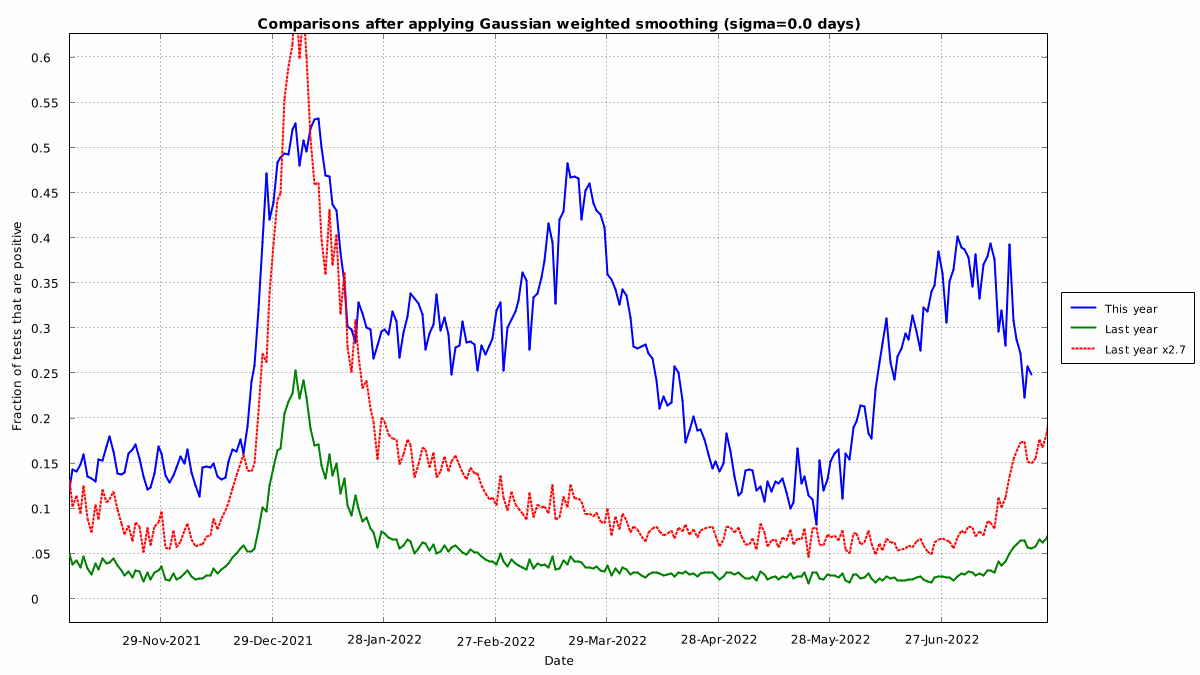 Comparisons after applying Gaussian weighted smoothing (sigma=0.0 days)
Fraction of tests that are positive
0.6
0.55
0.5
0.45
0.4
0.35
0.3
0.25
0.2
0.15
0.1
.05
0
29-Nov-2021
29-Dec-2021
28-Jan-2022
27-Feb-2022
29-Mar-2022
28-Apr-2022
28-May-2022
27-Jun-2022
Date
This year
Last year
Last year x2.7